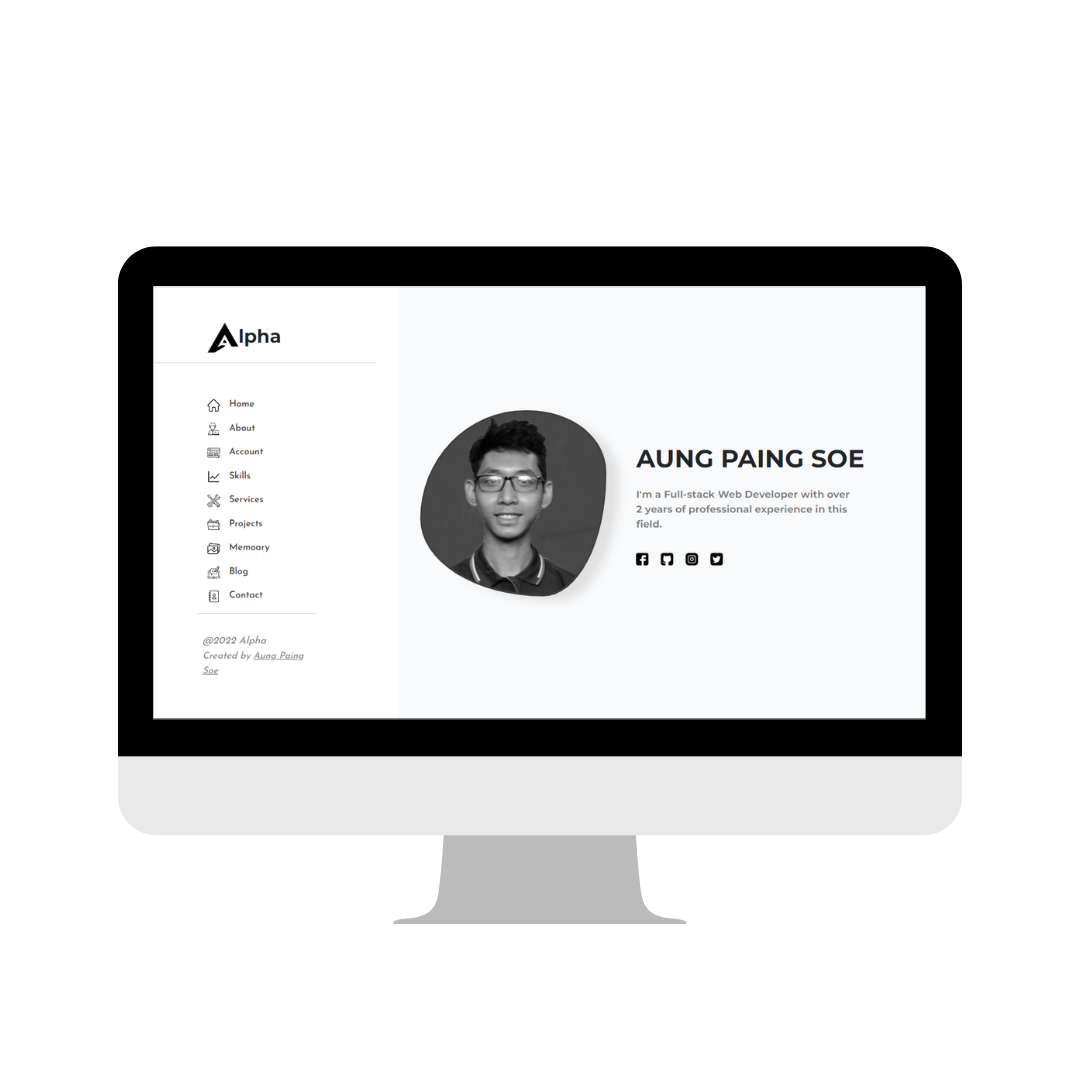 Alpha
Home
About
Account
Skills
Services
Projects
Memoary
Blog
Contact
@2022 Alpha
Created by Aung Paing
Soe
AUNG PAING SOE
I'm a Full-stack Web Developer with over
2 years of professional experience in this
field.